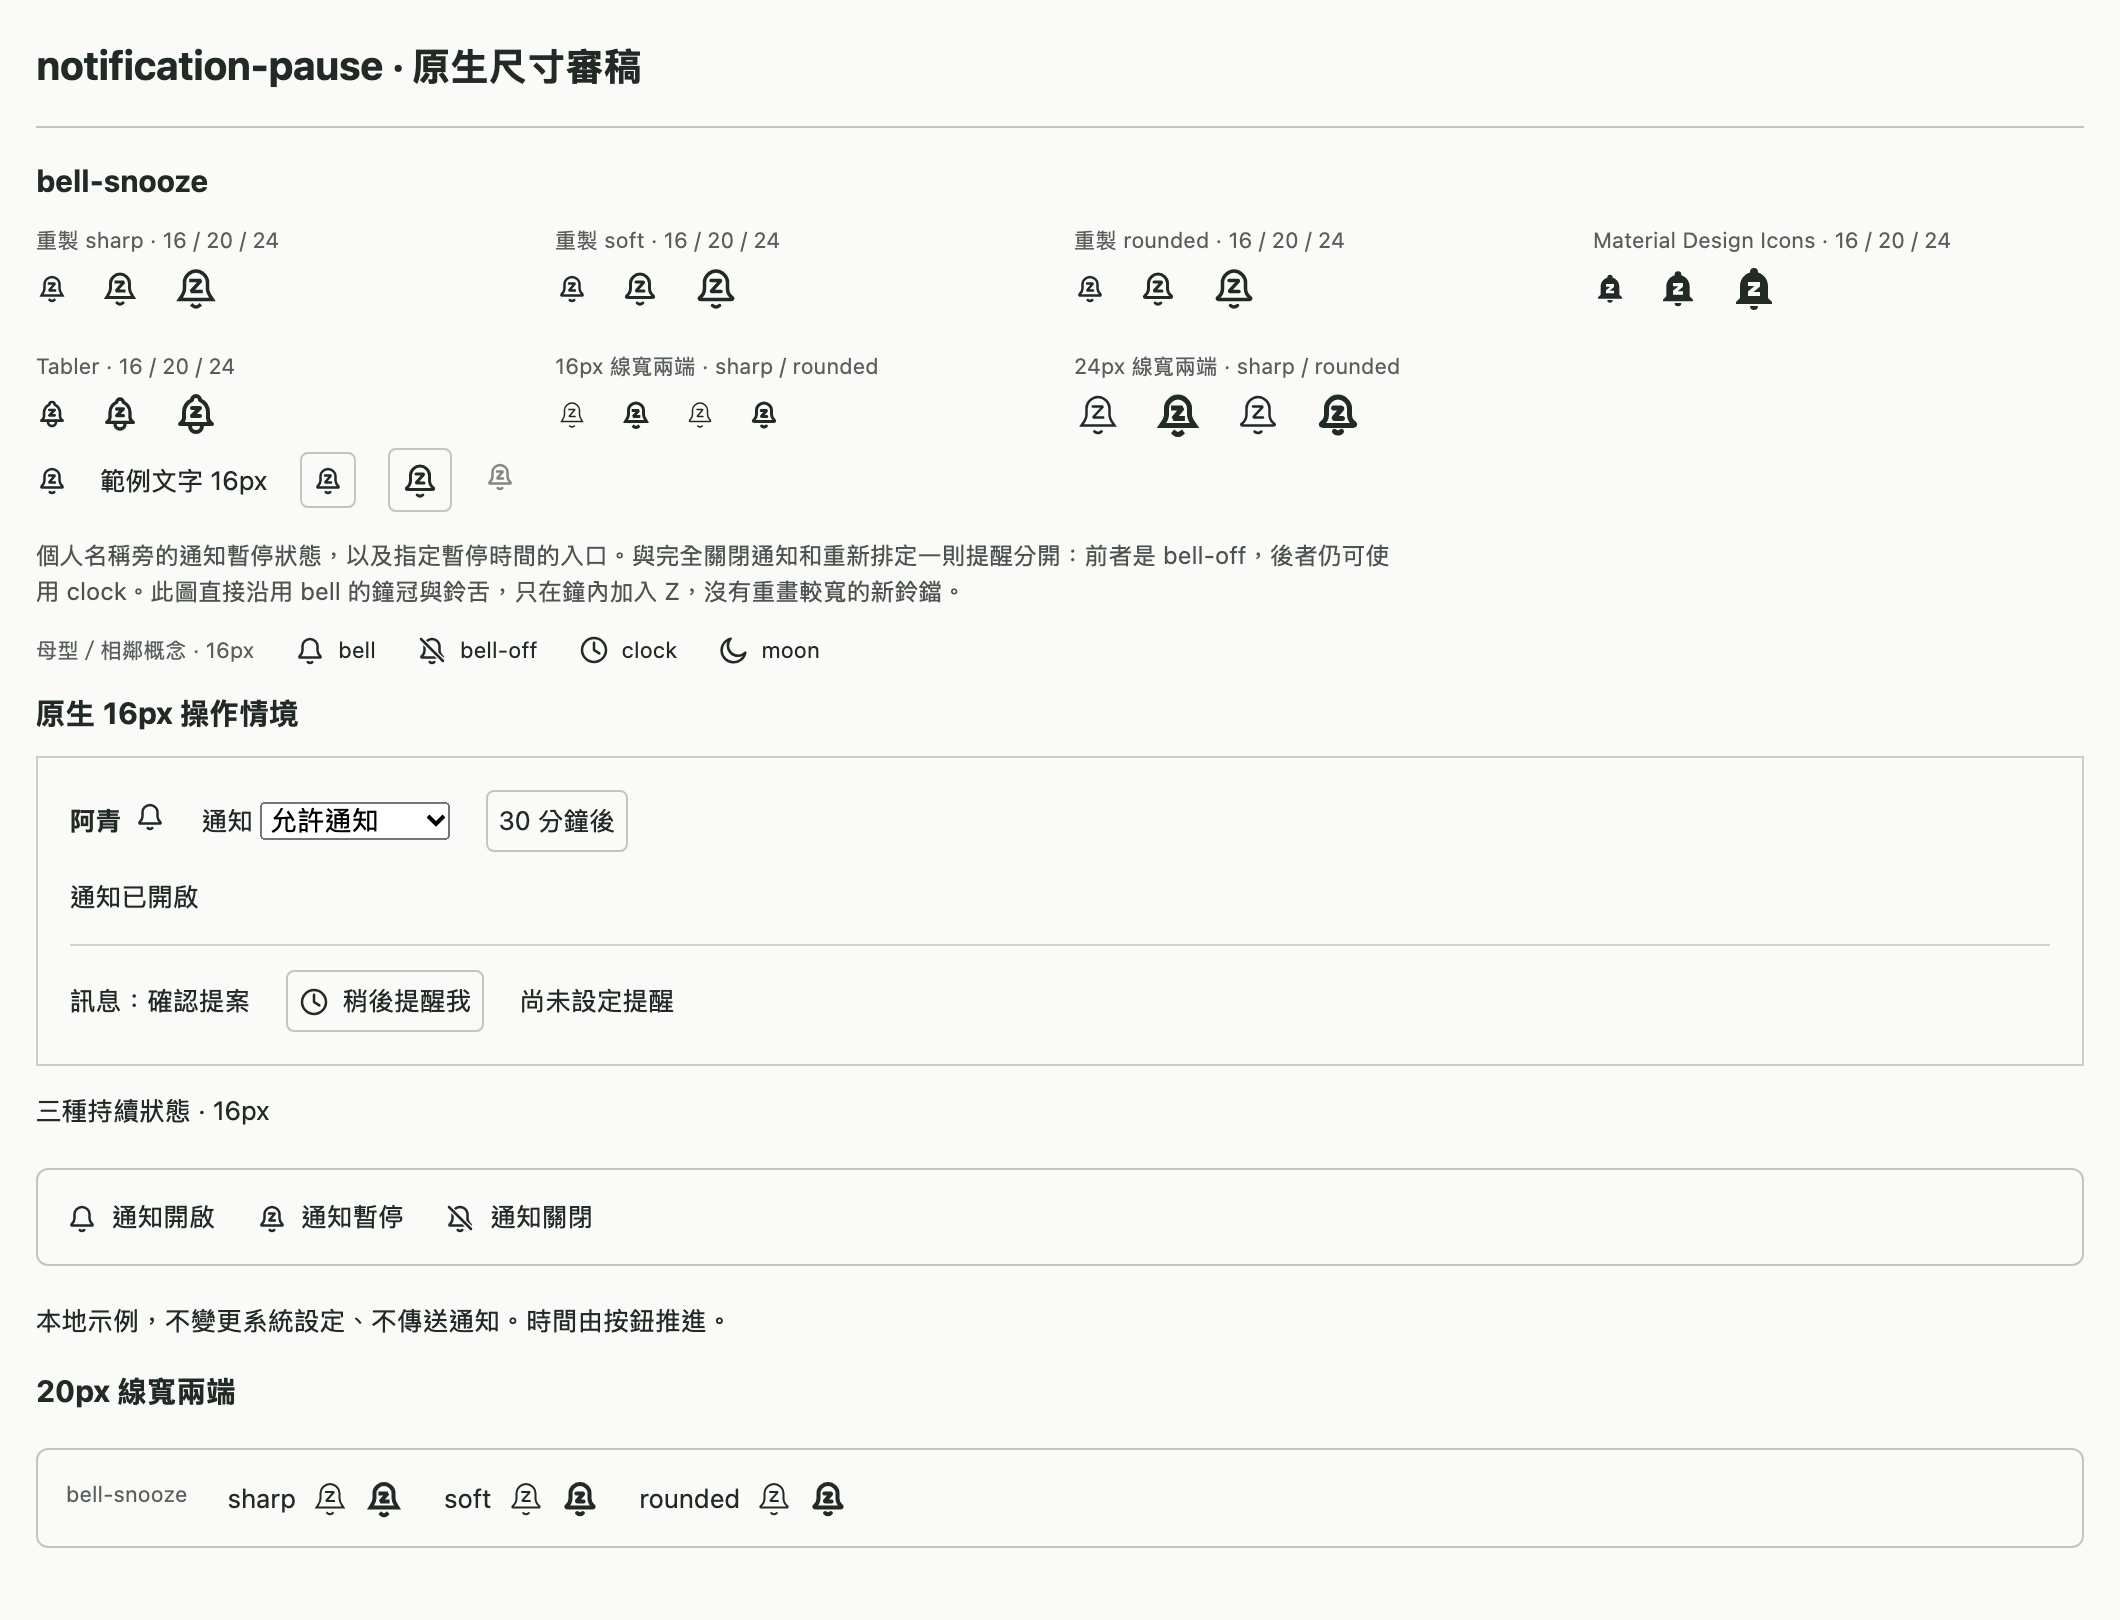 notification-pause · 原生尺寸審稿
bell-snooze
重製 sharp · 16 / 20 / 24
重製 soft · 16 / 20 / 24
重製 rounded · 16 / 20 / 24
Material Design Icons · 16 / 20 / 24
Tabler · 16 / 20 / 24
16px 線寬兩端 · sharp / rounded
24px 線寬兩端 · sharp / rounded
範例文字 16px
個人名稱旁的通知暫停狀態，以及指定暫停時間的入口。與完全關閉通知和重新排定一則提醒分開：前者是 bell-off，後者仍可使
用 clock。此圖直接沿用 bell 的鐘冠與鈴舌，只在鐘內加入 Z，沒有重畫較寬的新鈴鐺。
母型 / 相鄰概念 · 16px bell bell-off clock moon
原生 16px 操作情境
阿青 通知 允許通知 30 分鐘後
通知已開啟
訊息：確認提案 稍後提醒我 尚未設定提醒
三種持續狀態 · 16px
通知開啟 通知暫停 通知關閉
本地示例，不變更系統設定、不傳送通知。時間由按鈕推進。
20px 線寬兩端
bell-snooze sharp soft rounded